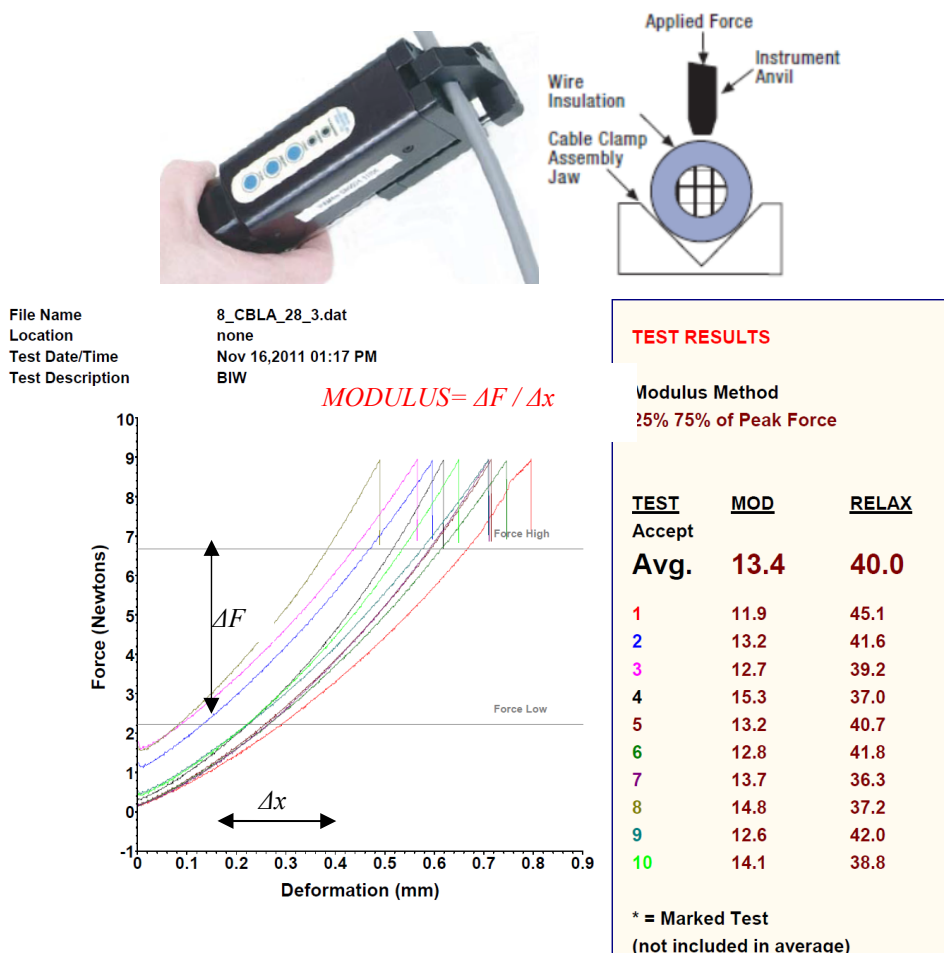 Applied Force
Instrument
Anvil
Wire
Insulation
Cable Clamp
Assembly
Jaw
File Name 8_CBLA_28_3.dat
Location none
Test Date/Time Nov 16,2011 01:17 PM
Test Description BIW
MODULUS= ΔF / Δx
10
9
8
7
6
5
4
3
2
1
0
-1
Force (Newtons)
Force High
ΔF
Force Low
Δx
0 0.1 0.2 0.3 0.4 0.5 0.6 0.7 0.8 0.9
Deformation (mm)
TEST RESULTS
Modulus Method
25% 75% of Peak Force
TEST MOD RELAX
Accept
Avg. 13.4 40.0
1 11.9 45.1
2 13.2 41.6
3 12.7 39.2
4 15.3 37.0
5 13.2 40.7
6 12.8 41.8
7 13.7 36.3
8 14.8 37.2
9 12.6 42.0
10 14.1 38.8
* = Marked Test
(not included in average)